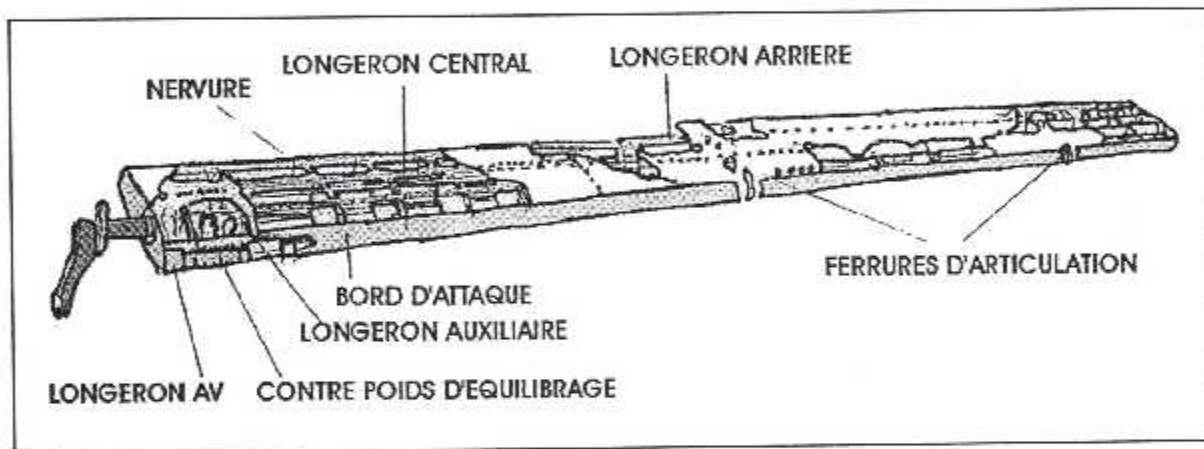 LONGERON CENTRAL
LONGERON ARRIERE
NERVURE
FERRURES D'ARTICULATION
BORD D'ATTAQUE
LONGERON AUXILIAIRE
LONGERON AV
CONTRE POIDS D'EQUILIBRAGE